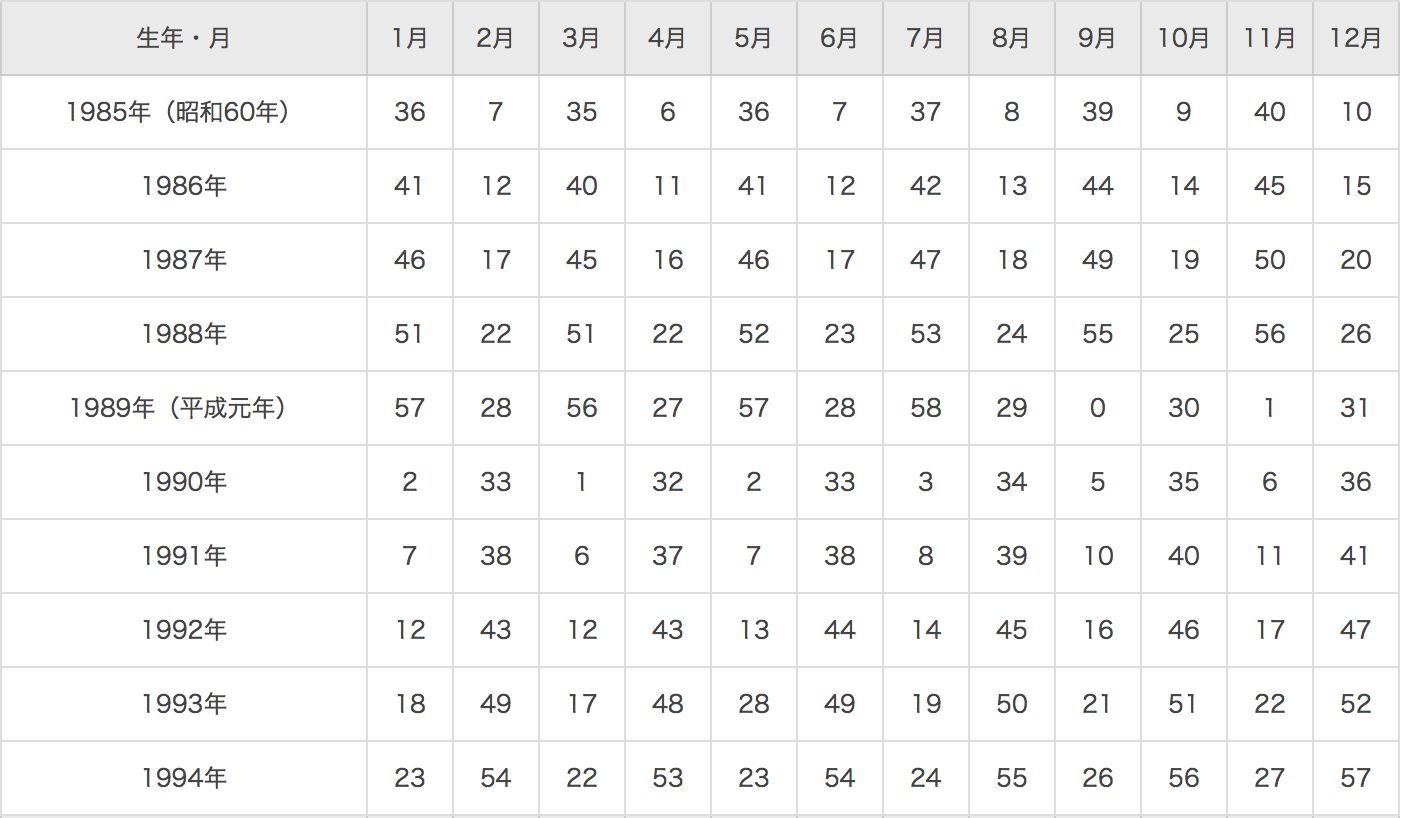 生年・月 1月 2月 3月 4月 5月 6月 7月 8月 9月 10月 11月 12月
1985年（昭和60年） 36 7 35 6 36 7 37 8 39 9 40 10
1986年 41 12 40 11 41 12 42 13 44 14 45 15
1987年 46 17 45 16 46 17 47 18 49 19 50 20
1988年 51 22 51 22 52 23 53 24 55 25 56 26
1989年（平成元年） 57 28 56 27 57 28 58 29 0 30 1 31
1990年 2 33 1 32 2 33 3 34 5 35 6 36
1991年 7 38 6 37 7 38 8 39 10 40 11 41
1992年 12 43 12 43 13 44 14 45 16 46 17 47
1993年 18 49 17 48 28 49 19 50 21 51 22 52
1994年 23 54 22 53 23 54 24 55 26 56 27 57